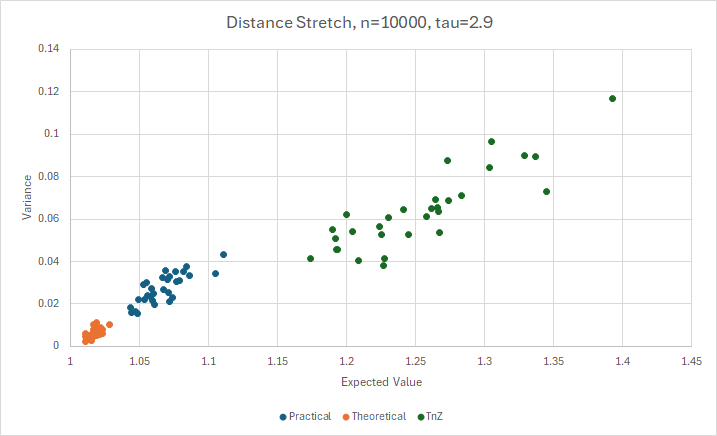 Distance Stretch, n=10000, tau=2.9
0.14
0.12
0.1
0.08
0.06
0.04
0.02
0
Variance
1 1.05 1.1 1.15 1.2 1.25 1.3 1.35 1.4 1.45
Expected Value
Practical Theoretical TnZ